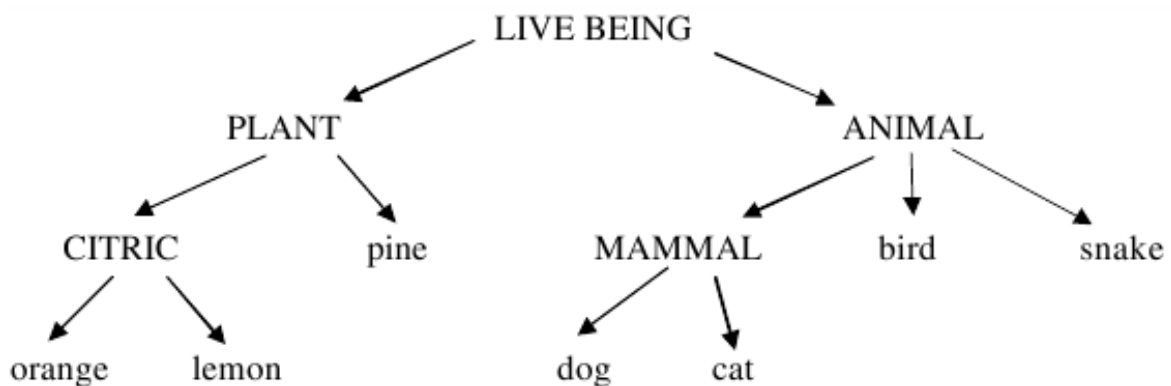 LIVE BEING
PLANT ANIMAL
CITRIC pine MAMMAL bird snake
orange lemon dog cat